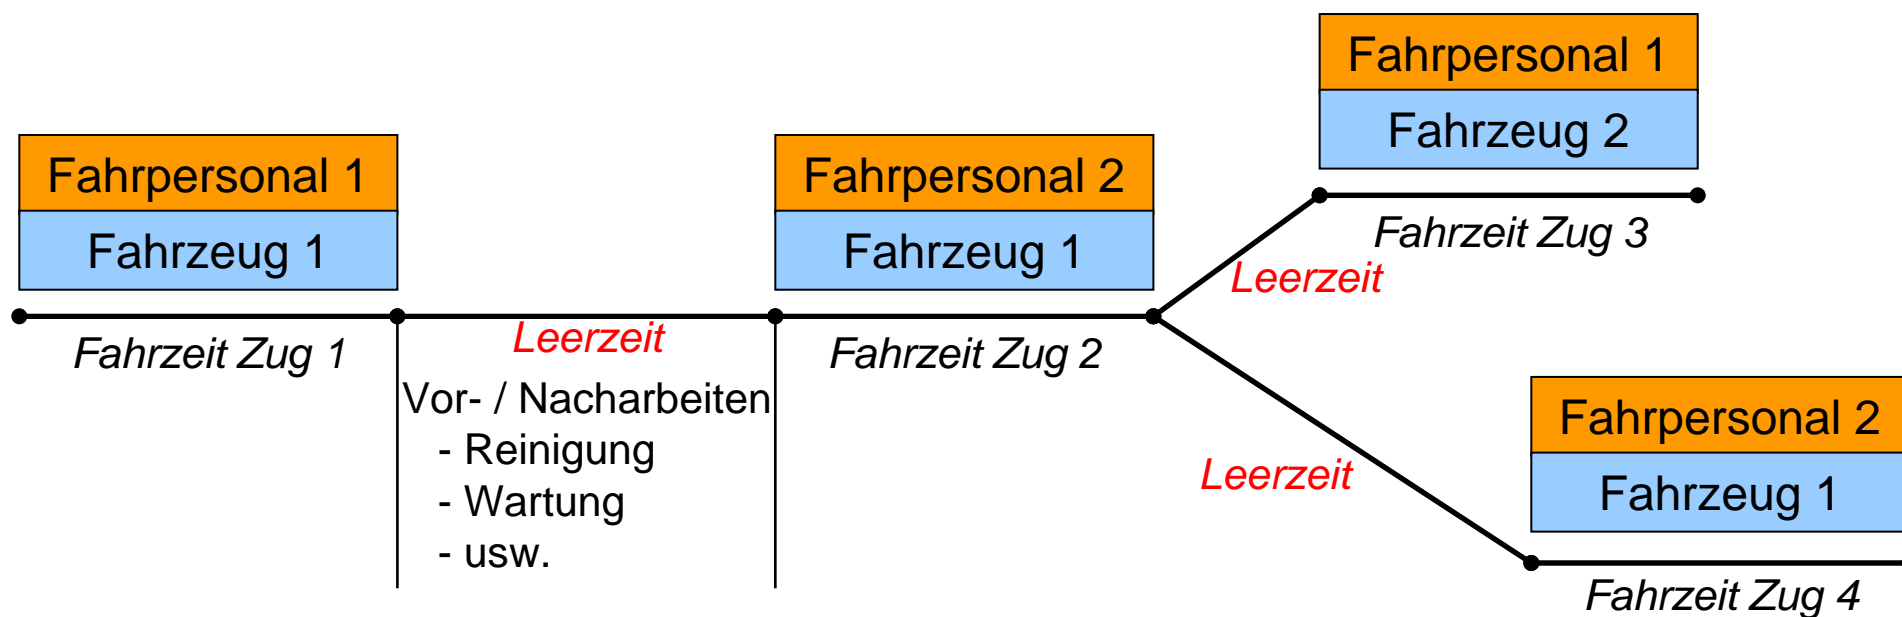 Fahrpersonal 1
Fahrzeug 1
Fahrzeit Zug 1
Leerzeit
Vor- / Nacharbeiten
- Reinigung
- Wartung
- usw.
Fahrpersonal 2
Fahrzeug 1
Fahrzeit Zug 2
Leerzeit
Fahrpersonal 1
Fahrzeug 2
Fahrzeit Zug 3
Leerzeit
Fahrpersonal 2
Fahrzeug 1
Fahrzeit Zug 4